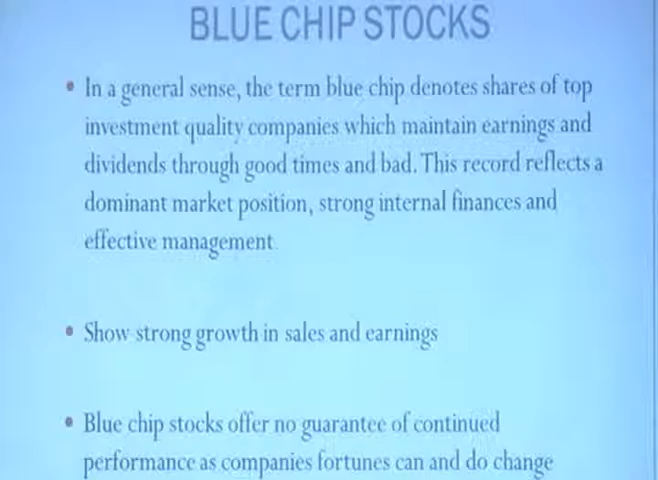 BLUE CHIP STOCKS
• In a general sense, the term blue chip denotes shares of top
investment quality companies which maintain earnings and
dividends through good times and bad. This record reflects a
dominant market position, strong internal finances and
effective management.
• Show strong growth in sales and earnings
• Blue chip stocks offer no guarantee of continued
performance as companies fortunes can and do change